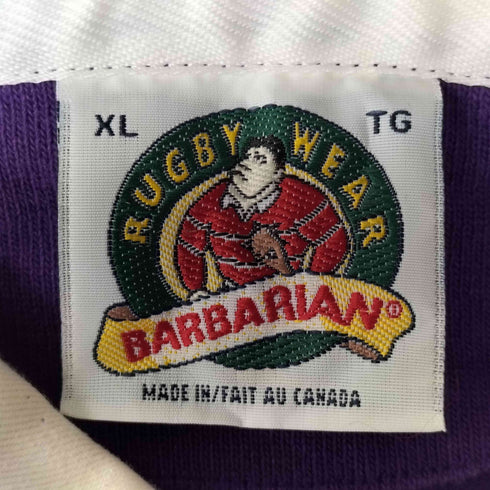 XL TG
RUGBY WEAR
BARBARIAN®
MADE IN/FAIT AU CANADA